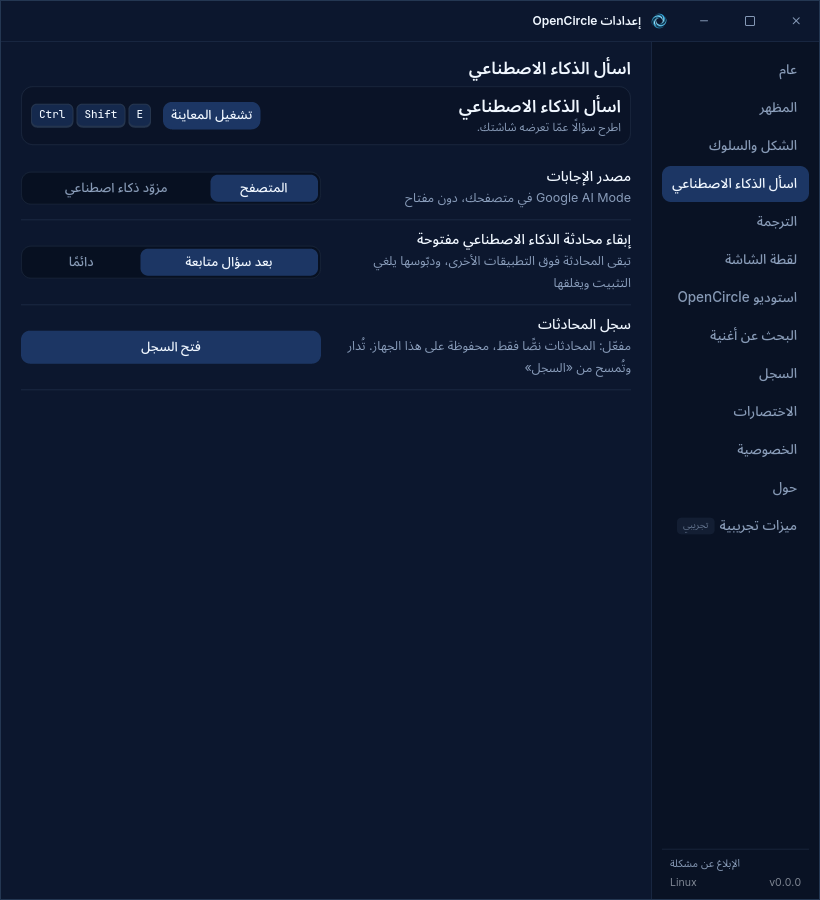 إعدادات OpenCircle
عام
المظهر
الشكل والسلوك
اسأل الذكاء الاصطناعي
الترجمة
لقطة الشاشة
استوديو OpenCircle
البحث عن أغنية
السجل
الاختصارات
الخصوصية
حول
ميزات تجريبية تجريبي
الإبلاغ عن مشكلة
v0.0.0 Linux
اسأل الذكاء الاصطناعي
اسأل الذكاء الاصطناعي
اطرح سؤالًا عمّا تعرضه شاشتك.
تشغيل المعاينة
Ctrl Shift E
مصدر الإجابات
Google AI Mode في متصفحك، دون مفتاح
المتصفح
مزوّد ذكاء اصطناعي
إبقاء محادثة الذكاء الاصطناعي مفتوحة
تبقى المحادثة فوق التطبيقات الأخرى، ودبّوسها يلغي
التثبيت ويغلقها
بعد سؤال متابعة
دائمًا
سجل المحادثات
مفعّل: المحادثات نصًا فقط، محفوظة على هذا الجهاز. تُدار
وتُمسح من «السجل»
فتح السجل